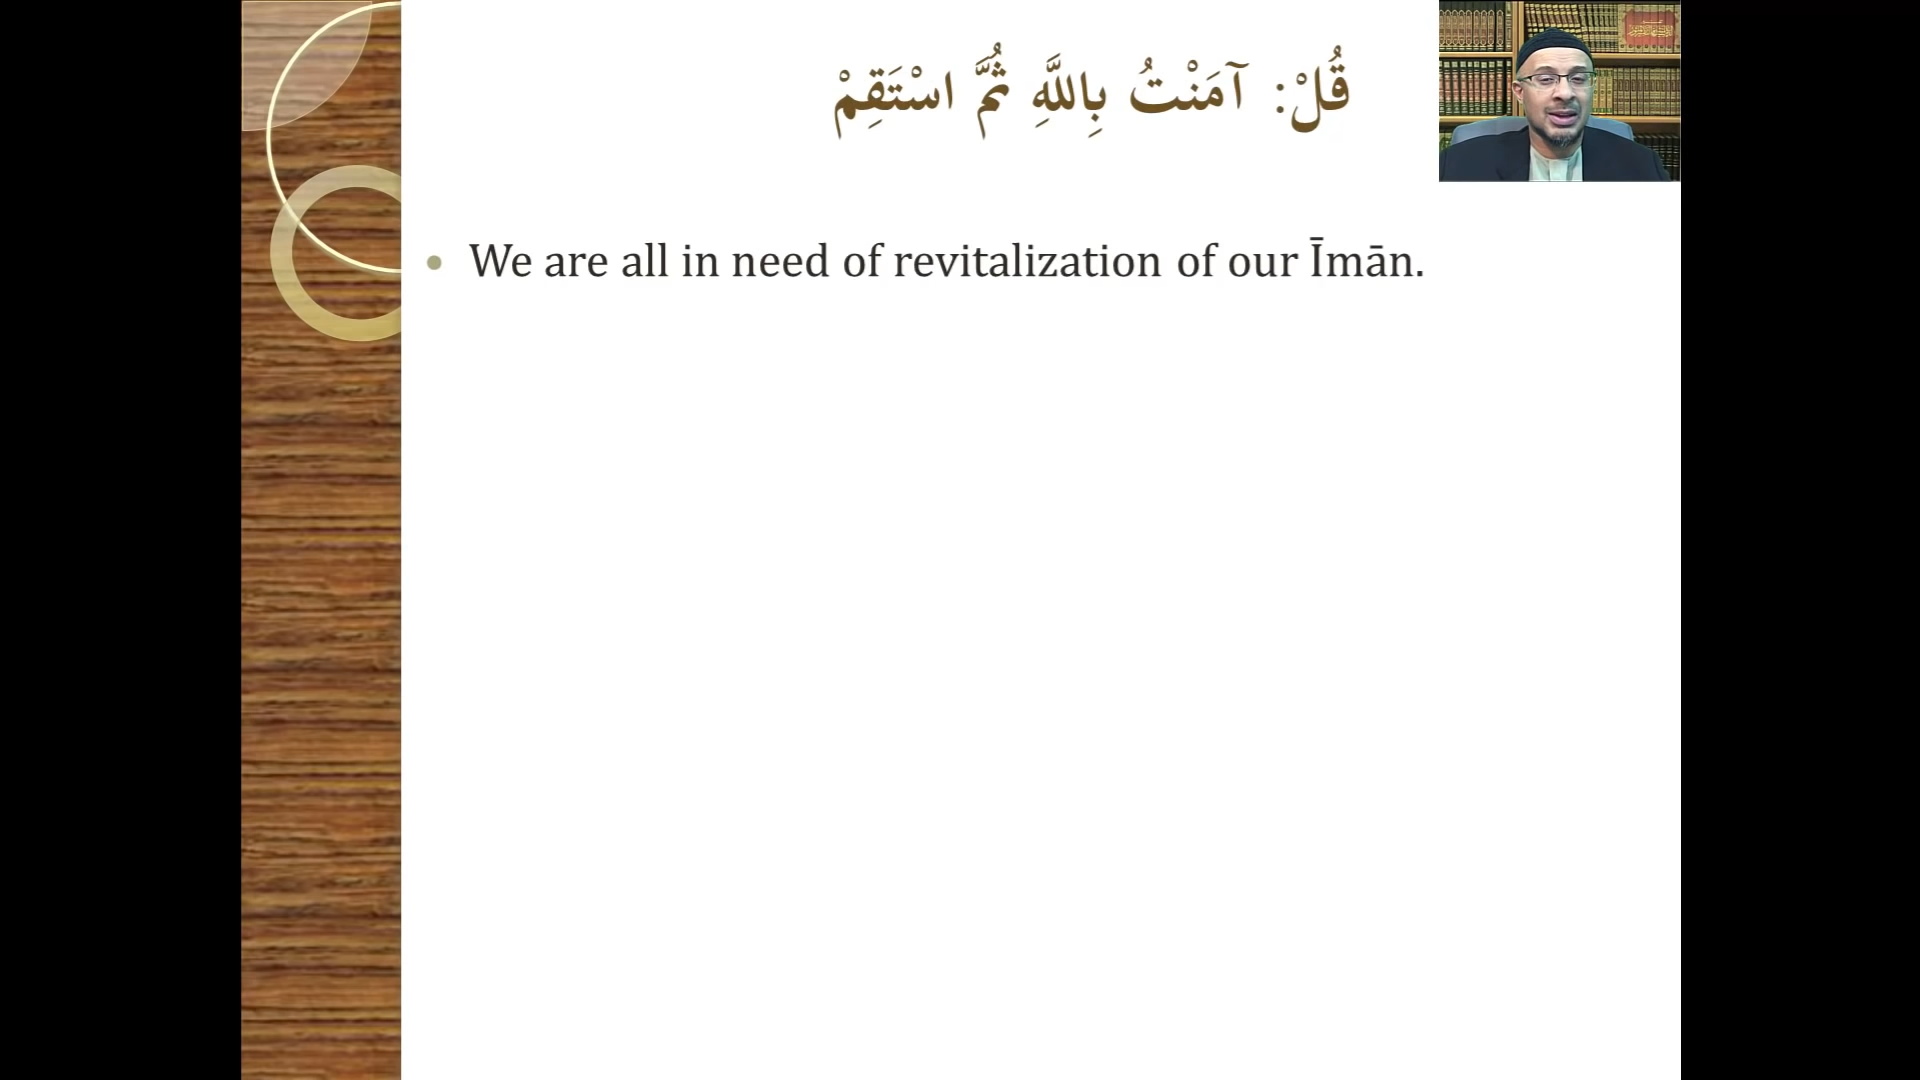 قُلْ: آمَنْتُ بِاللَّهِ ثُمَّ اسْتَقِمْ
• We are all in need of revitalization of our Īmān.